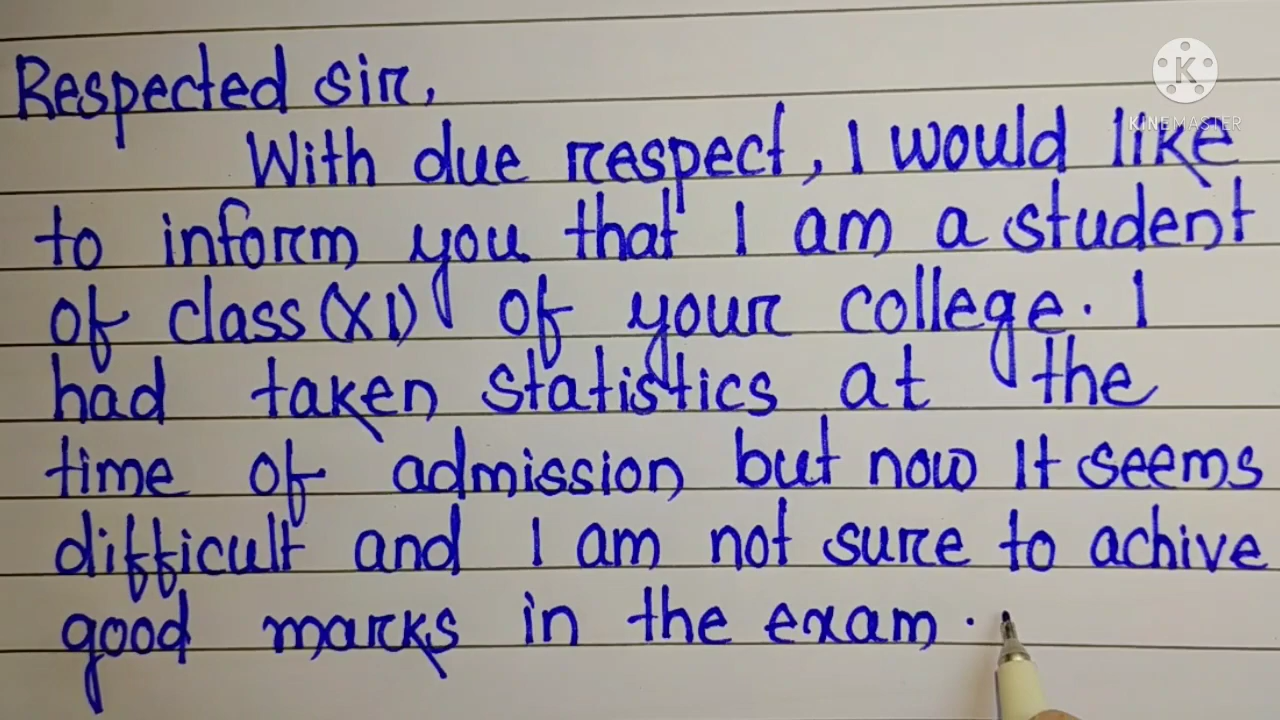 Respected sir,
With due respect, I would like
to inform you that I am a student
of class (XI) of your college. I
had taken statistics at the
time of admission but now It seems
difficult and I am not sure to achive
good marks in the exam.
K
KINEMASTER